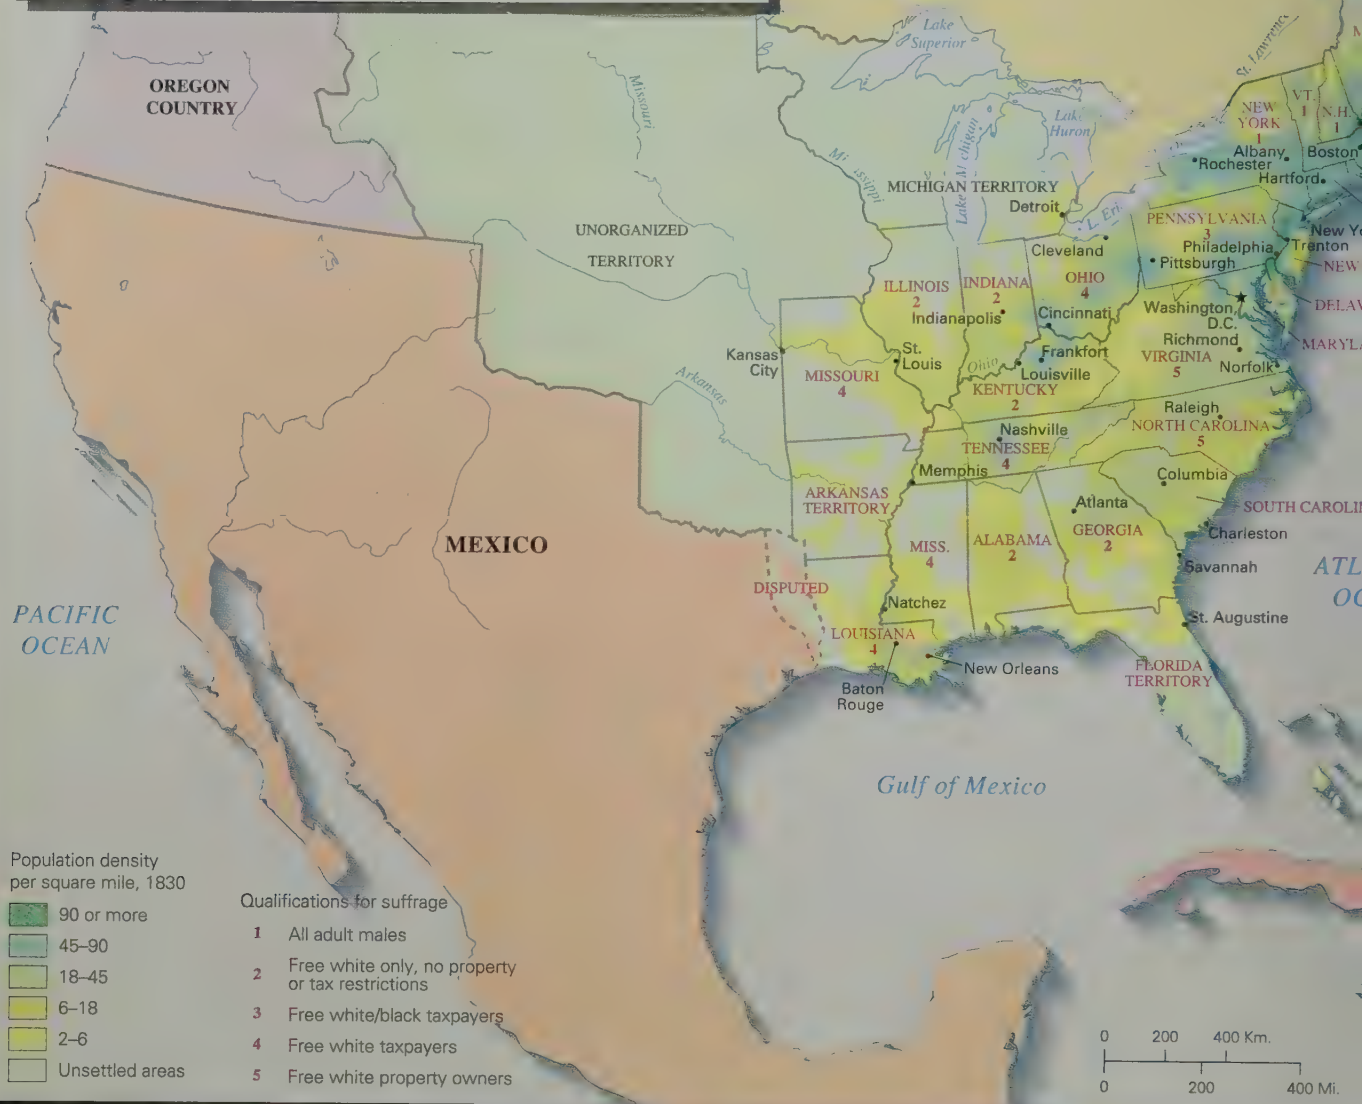 Lake
Superior
St. Lawrence
OREGON
COUNTRY
Missouri
VT.
1
N.H.
1
NEW
YORK
1
Lake
Huron
Lake Michigan
Mississippi
Albany
Boston
Rochester
Hartford
MICHIGAN TERRITORY
Detroit
L. Eri
PENNSYLVANIA
3
UNORGANIZED
TERRITORY
Cleveland
Philadelphia
New Yo
Trenton
Pittsburgh
NEW
ILLINOIS
2
INDIANA
2
OHIO
4
Indianapolis
Cincinnati
Washington,
D.C.
DELAW
MARYLA
Richmond
VIRGINIA
5
Norfolk
Kansas
City
St.
Louis
Ohio
Frankfort
Louisville
MISSOURI
4
Arkansas
KENTUCKY
2
Raleigh
NORTH CAROLINA
5
Nashville
TENNESSEE
4
Memphis
Columbia
ARKANSAS
TERRITORY
Atlanta
SOUTH CAROLIN
GEORGIA
2
Charleston
MEXICO
MISS.
4
ALABAMA
2
Savannah
ATL
OC
DISPUTED
Natchez
St. Augustine
PACIFIC
OCEAN
LOUISIANA
4
New Orleans
FLORIDA
TERRITORY
Baton
Rouge
Gulf of Mexico
Population density
per square mile, 1830
90 or more
45–90
18–45
6–18
2–6
Unsettled areas
Qualifications for suffrage
1 All adult males
2 Free white only, no property
or tax restrictions
3 Free white/black taxpayers
4 Free white taxpayers
5 Free white property owners
0 200 400 Km.
0 200 400 Mi.